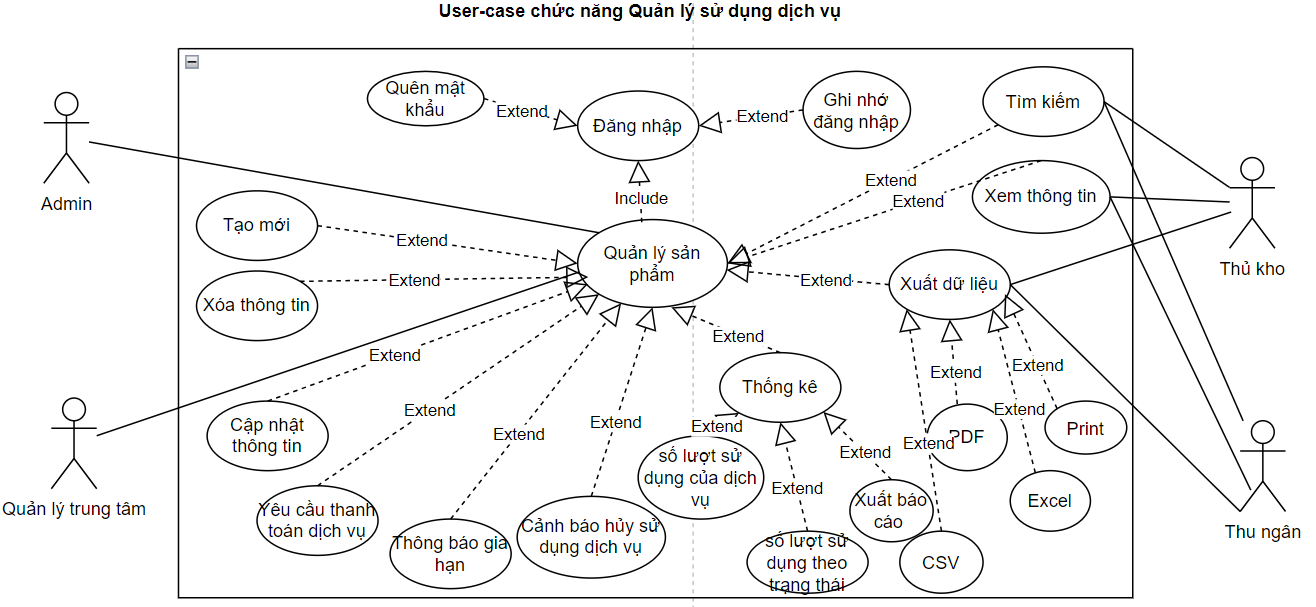 User-case chức năng Quản lý sử dụng dịch vụ
Quên mật
khẩu
Extend
Đăng nhập
Extend
Ghi nhớ
đăng nhập
Tìm kiếm
Admin
Include
Extend
Extend
Xem thông tin
Thủ kho
Tạo mới
Extend
Quản lý sản
phẩm
Xóa thông tin
Extend
Extend
Xuất dữ liệu
Extend
Extend
Thống kê
Extend
Extend
Cập nhật
thông tin
Extend
Extend
Extend
Extend
Extend
Extend
PDF
Print
Quản lý trung tâm
Yêu cầu thanh
toán dịch vụ
Thông báo gia
hạn
Cảnh báo hủy sử
dụng dịch vụ
số lượt sử
dụng của dịch
vụ
Extend
Extend
Xuất báo
cáo
Excel
Thu ngân
số lượt sử
dụng theo
trạng thái
CSV